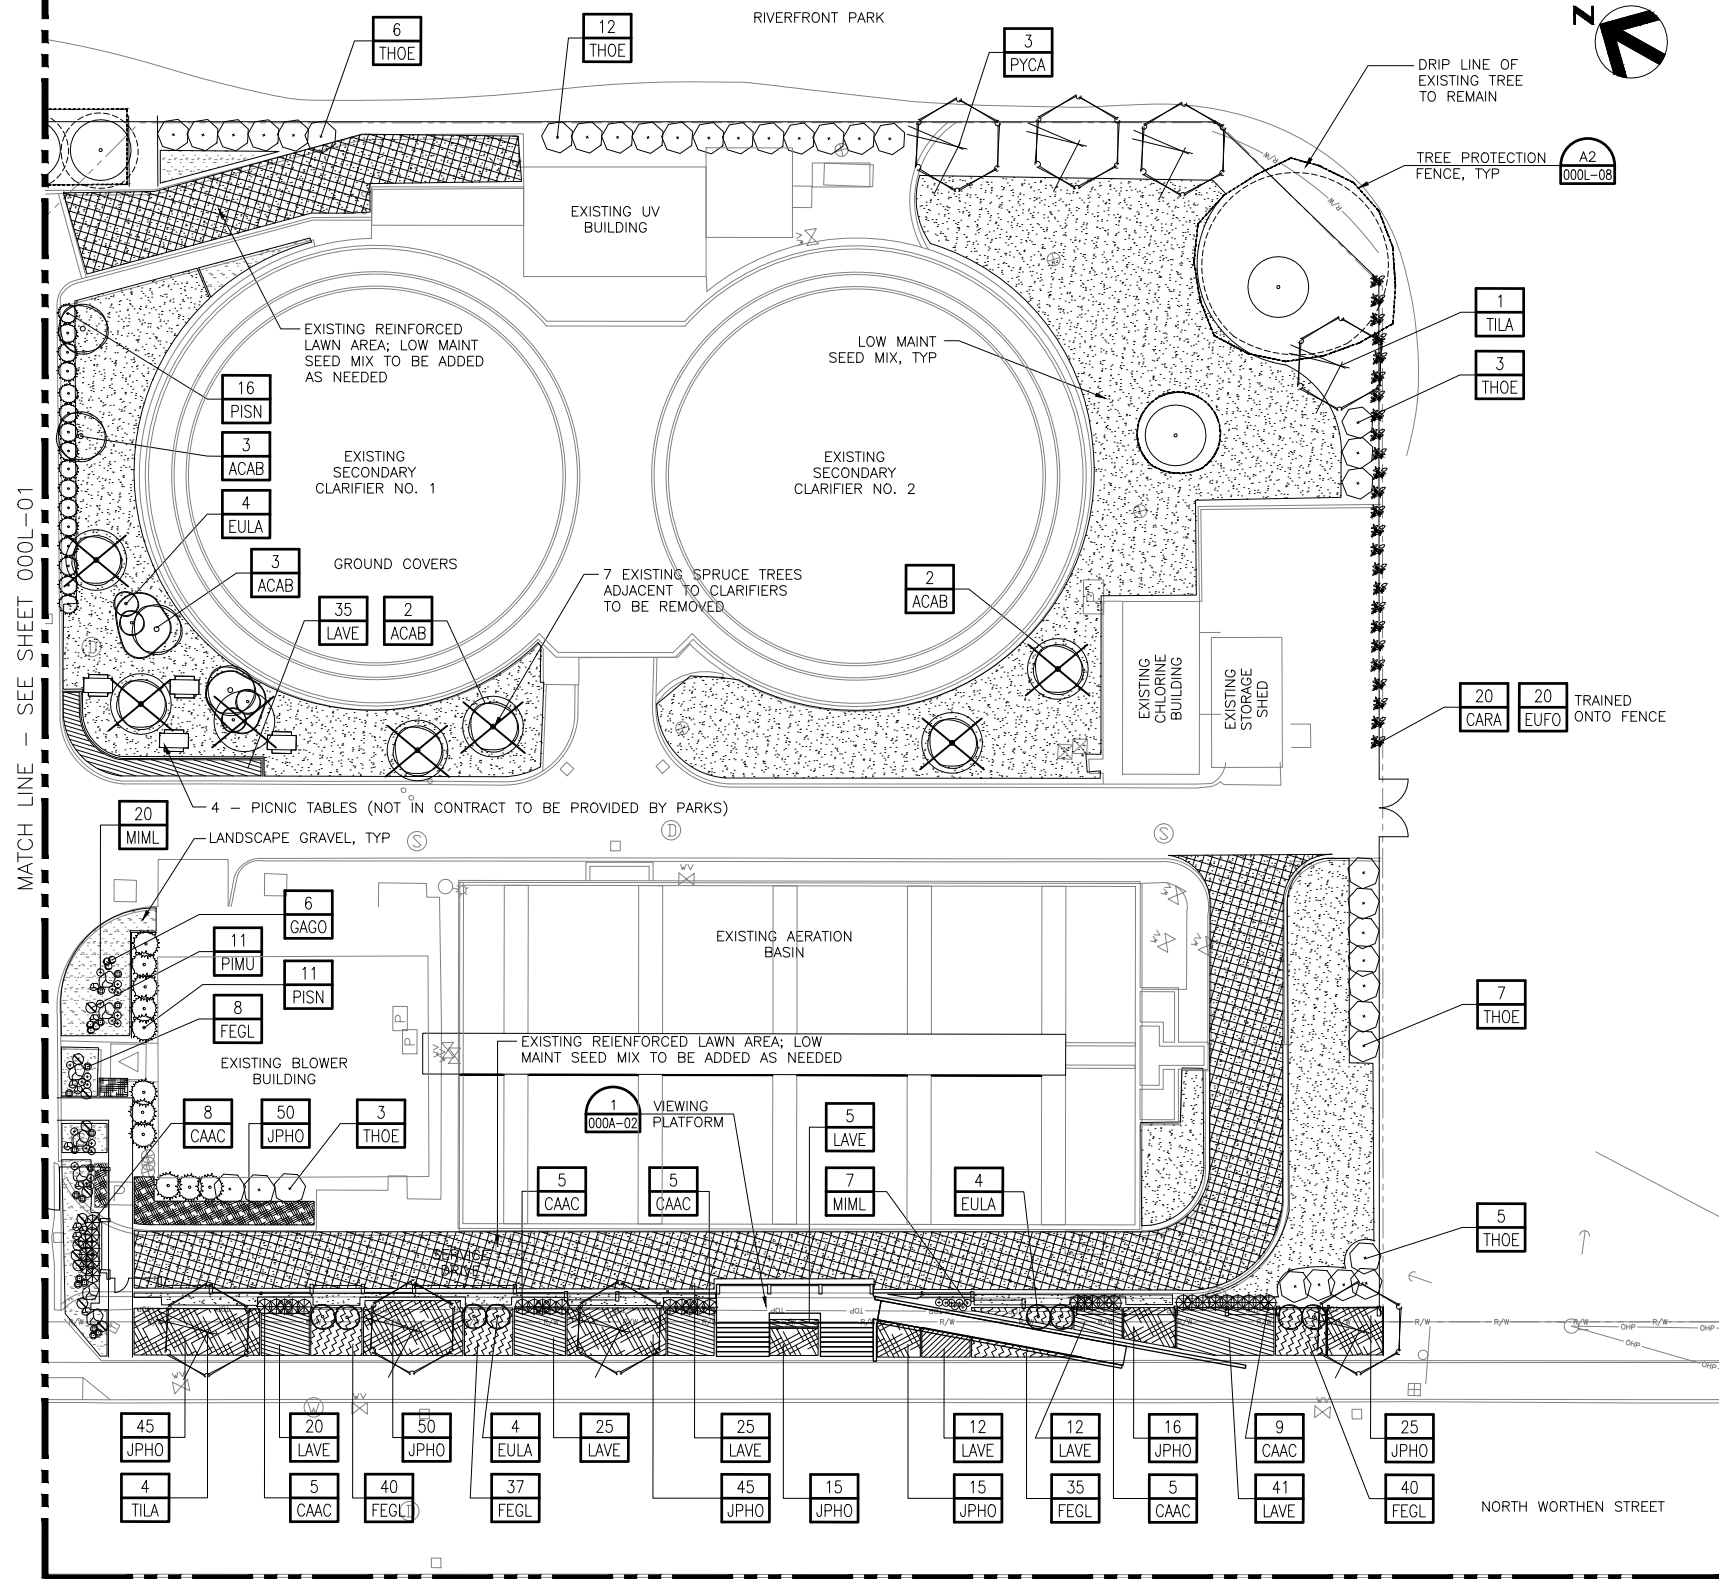 RIVERFRONT PARK
N
6
THOE
12
THOE
3
PYCA
DRIP LINE OF
EXISTING TREE
TO REMAIN
TREE PROTECTION
FENCE, TYP
A2
000L-08
R/W
R/W
EXISTING UV
BUILDING
1
TILA
3
THOE
EXISTING REINFORCED
LAWN AREA; LOW MAINT
SEED MIX TO BE ADDED
AS NEEDED
LOW MAINT
SEED MIX, TYP
16
PISN
3
ACAB
4
EULA
3
ACAB
EXISTING
SECONDARY
CLARIFIER NO. 1
EXISTING
SECONDARY
CLARIFIER NO. 2
GROUND COVERS
35
LAVE
2
ACAB
7 EXISTING SPRUCE TREES
ADJACENT TO CLARIFIERS
TO BE REMOVED
2
ACAB
MATCH LINE - SEE SHEET 000L-01
D
EXISTING
CHLORINE
BUILDING
EXISTING
STORAGE
SHED
20
CARA
20
EUFO
TRAINED
ONTO FENCE
4 - PICNIC TABLES (NOT IN CONTRACT TO BE PROVIDED BY PARKS)
20
MIML
LANDSCAPE GRAVEL, TYP
S
D
S
WV
6
GAGO
11
PIMU
11
PISN
8
FEGL
EXISTING AERATION
BASIN
P
P
7
THOE
EXISTING REIENFORCED LAWN AREA; LOW
MAINT SEED MIX TO BE ADDED AS NEEDED
EXISTING BLOWER
BUILDING
8
CAAC
50
JPHO
3
THOE
1
000A-02
VIEWING
PLATFORM
5
LAVE
5
CAAC
5
CAAC
7
MIML
4
EULA
5
THOE
SERVICE
DRIVE
TOP
TOP
R/W
R/W
R/W
R/W
R/W
R/W
R/W
OHP
OHP
OHP
OHP
WV
WV
WV
W
45
JPHO
20
LAVE
50
JPHO
4
EULA
25
LAVE
25
LAVE
12
LAVE
12
LAVE
16
JPHO
9
CAAC
25
JPHO
4
TILA
5
CAAC
40
FEGL
37
FEGL
45
JPHO
15
JPHO
15
JPHO
35
FEGL
5
CAAC
41
LAVE
40
FEGL
NORTH WORTHEN STREET